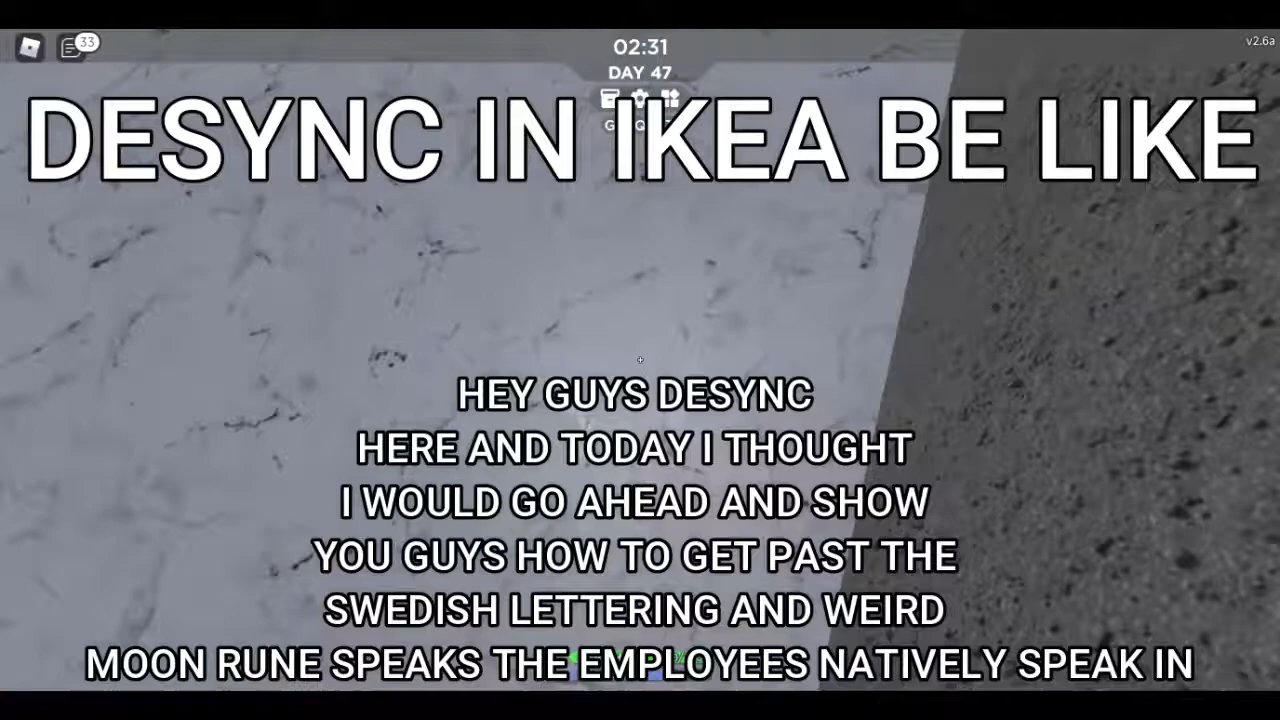 33
02:31
v2.6a
DAY 47
DESYNC IN IKEA BE LIKE
HEY GUYS DESYNC
HERE AND TODAY I THOUGHT
I WOULD GO AHEAD AND SHOW
YOU GUYS HOW TO GET PAST THE
SWEDISH LETTERING AND WEIRD
MOON RUNE SPEAKS THE EMPLOYEES NATIVELY SPEAK IN